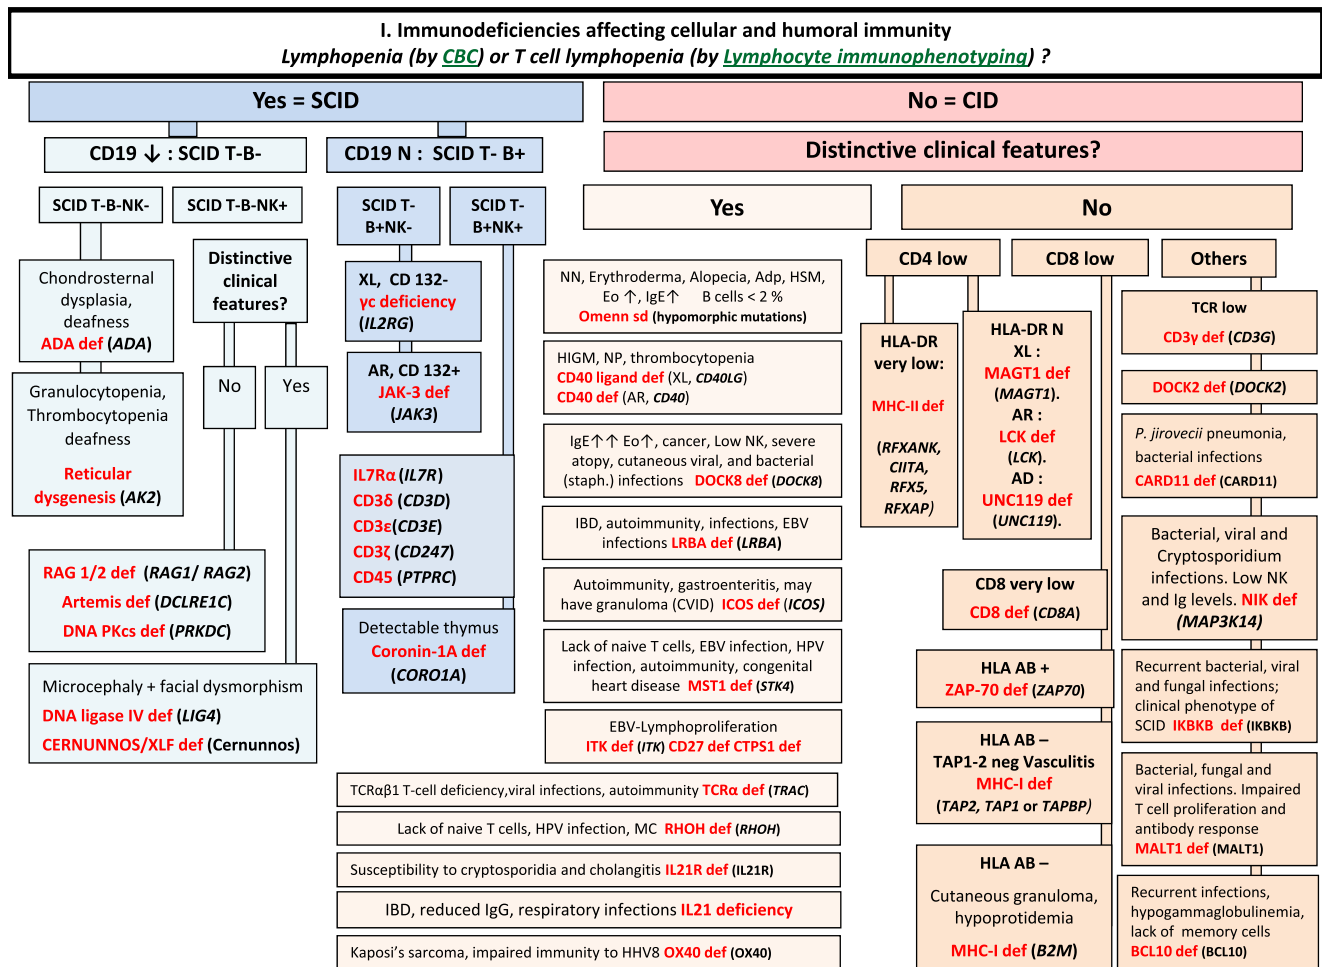 I. Immunodeficiencies affecting cellular and humoral immunity
Lymphopenia (by CBC) or T cell lymphopenia (by Lymphocyte immunophenotyping) ?
Yes = SCID
CD19 ↓ : SCID T-B-
CD19 N : SCID T- B+
SCID T-B-NK-
SCID T-B-NK+
Chondrosternal
dysplasia,
deafness
ADA def (ADA)
Granulocytopenia,
Thrombocytopenia
deafness
Reticular
dysgenesis (AK2)
Distinctive
clinical
features?
No
Yes
RAG 1/2 def (RAG1/ RAG2)
Artemis def (DCLRE1C)
DNA PKcs def (PRKDC)
Microcephaly + facial dysmorphism
DNA ligase IV def (LIG4)
CERNUNNOS/XLF def (Cernunnos)
SCID T-
B+NK-
SCID T-
B+NK+
XL, CD 132-
γc deficiency
(IL2RG)
AR, CD 132+
JAK-3 def
(JAK3)
IL7Rα (IL7R)
CD3δ (CD3D)
CD3ε(CD3E)
CD3ζ (CD247)
CD45 (PTPRC)
Detectable thymus
Coronin-1A def
(CORO1A)
No = CID
Distinctive clinical features?
Yes
NN, Erythroderma, Alopecia, Adp, HSM,
Eo ↑, IgE↑ B cells < 2 %
Omenn sd (hypomorphic mutations)
HIGM, NP, thrombocytopenia
CD40 ligand def (XL, CD40LG)
CD40 def (AR, CD40)
IgE↑↑ Eo↑, cancer, Low NK, severe
atopy, cutaneous viral, and bacterial
(staph.) infections DOCK8 def (DOCK8)
IBD, autoimmunity, infections, EBV
infections LRBA def (LRBA)
Autoimmunity, gastroenteritis, may
have granuloma (CVID) ICOS def (ICOS)
Lack of naive T cells, EBV infection, HPV
infection, autoimmunity, congenital
heart disease MST1 def (STK4)
EBV-Lymphoproliferation
ITK def (ITK) CD27 def CTPS1 def
TCRαβ1 T-cell deficiency,viral infections, autoimmunity TCRα def (TRAC)
Lack of naive T cells, HPV infection, MC RHOH def (RHOH)
Susceptibility to cryptosporidia and cholangitis IL21R def (IL21R)
IBD, reduced IgG, respiratory infections IL21 deficiency
Kaposi's sarcoma, impaired immunity to HHV8 OX40 def (OX40)
No
CD4 low
CD8 low
Others
HLA-DR
very low:
MHC-II def
(RFXANK,
CIITA,
RFX5,
RFXAP)
HLA-DR N
XL :
MAGT1 def
(MAGT1).
AR :
LCK def
(LCK).
AD :
UNC119 def
(UNC119).
CD8 very low
CD8 def (CD8A)
HLA AB +
ZAP-70 def (ZAP70)
HLA AB –
TAP1-2 neg Vasculitis
MHC-I def
(TAP2, TAP1 or TAPBP)
HLA AB –
Cutaneous granuloma,
hypoprotidemia
MHC-I def (B2M)
TCR low
CD3γ def (CD3G)
DOCK2 def (DOCK2)
P. jirovecii pneumonia,
bacterial infections
CARD11 def (CARD11)
Bacterial, viral and
Cryptosporidium
infections. Low NK
and Ig levels. NIK def
(MAP3K14)
Recurrent bacterial, viral
and fungal infections;
clinical phenotype of
SCID IKBKB def (IKBKB)
Bacterial, fungal and
viral infections. Impaired
T cell proliferation and
antibody response
MALT1 def (MALT1)
Recurrent infections,
hypogammaglobulinemia,
lack of memory cells
BCL10 def (BCL10)